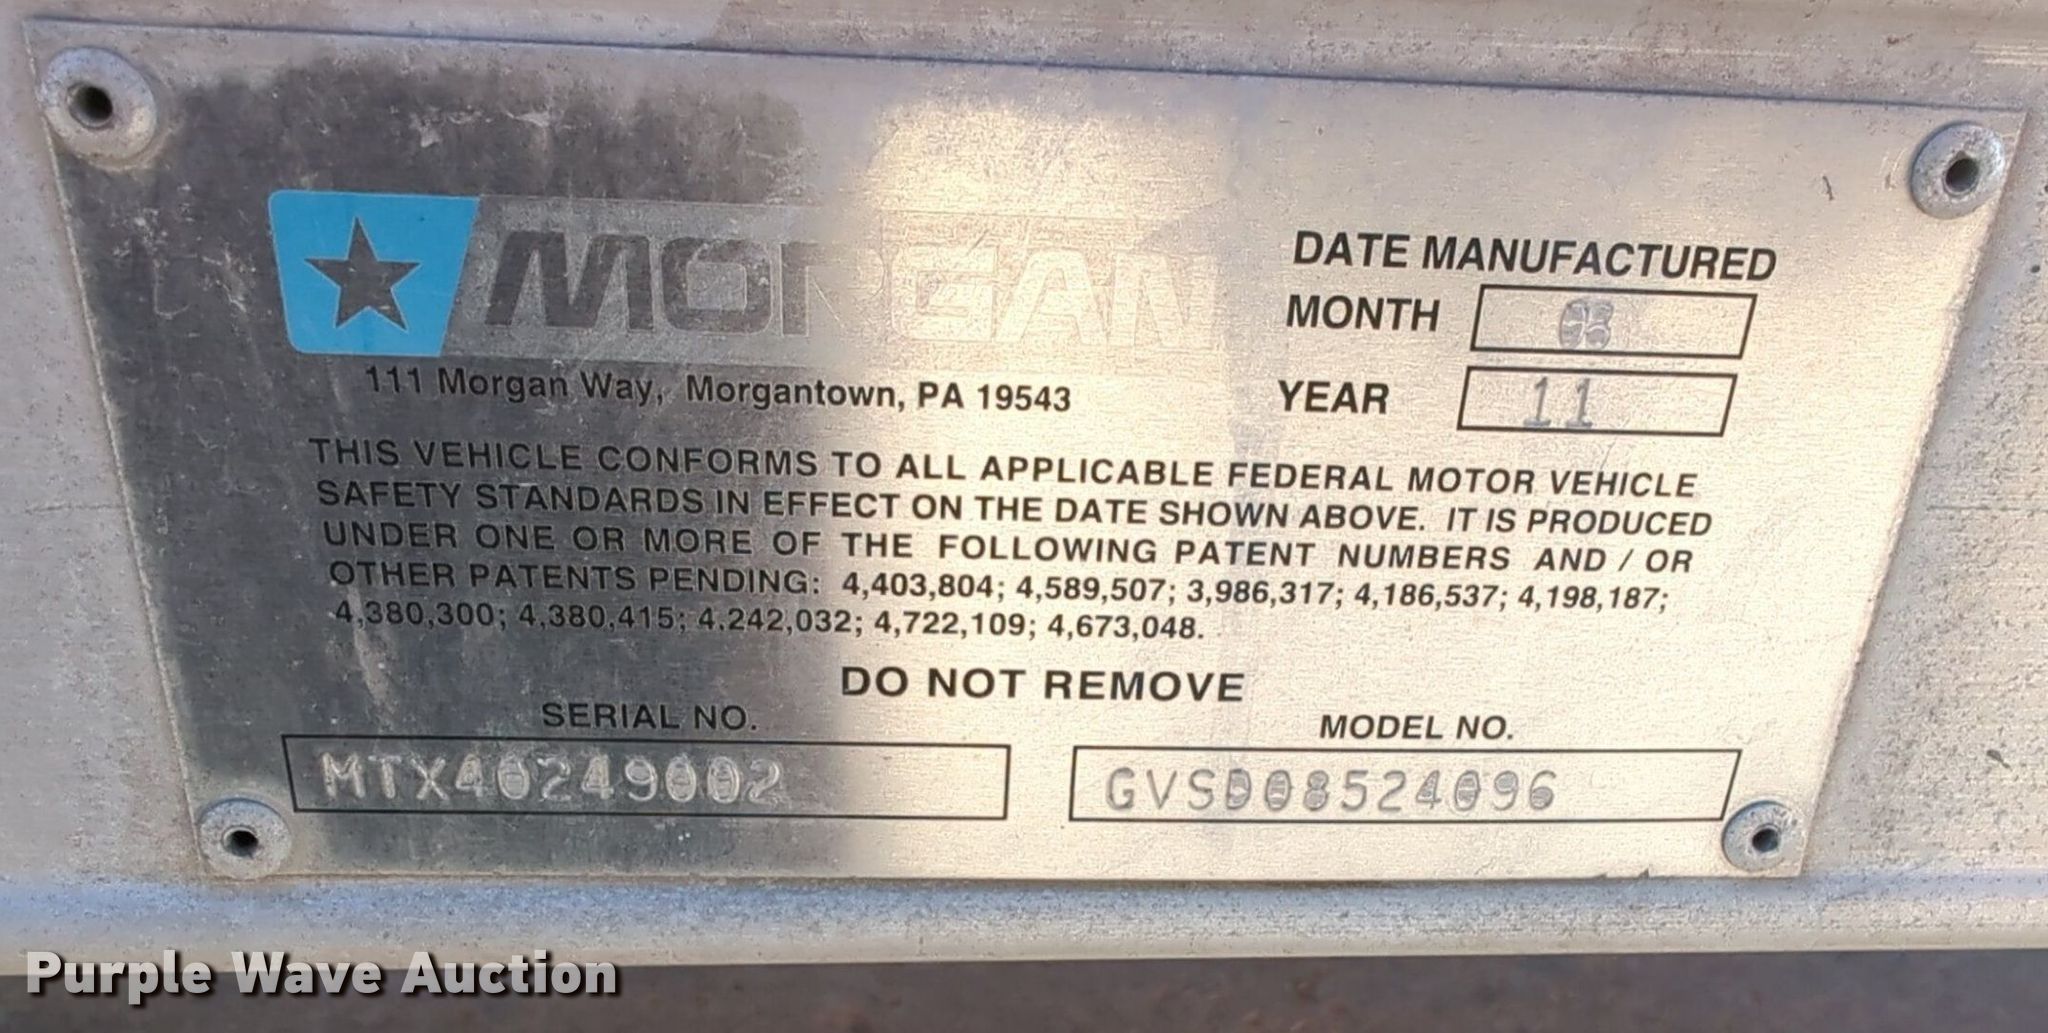 MORGAN
111 Morgan Way, Morgantown, PA 19543
DATE MANUFACTURED
MONTH
YEAR 11
THIS VEHICLE CONFORMS TO ALL APPLICABLE FEDERAL MOTOR VEHICLE
SAFETY STANDARDS IN EFFECT ON THE DATE SHOWN ABOVE. IT IS PRODUCED
UNDER ONE OR MORE OF THE FOLLOWING PATENT NUMBERS AND / OR
OTHER PATENTS PENDING: 4,403,804; 4,589,507; 3,986,317; 4,186,537; 4,198,187;
4,380,300; 4,380,415; 4.242,032; 4,722,109; 4,673,048.
DO NOT REMOVE
SERIAL NO. MODEL NO.
MTX40249002 GVSD08524096
Purple Wave Auction